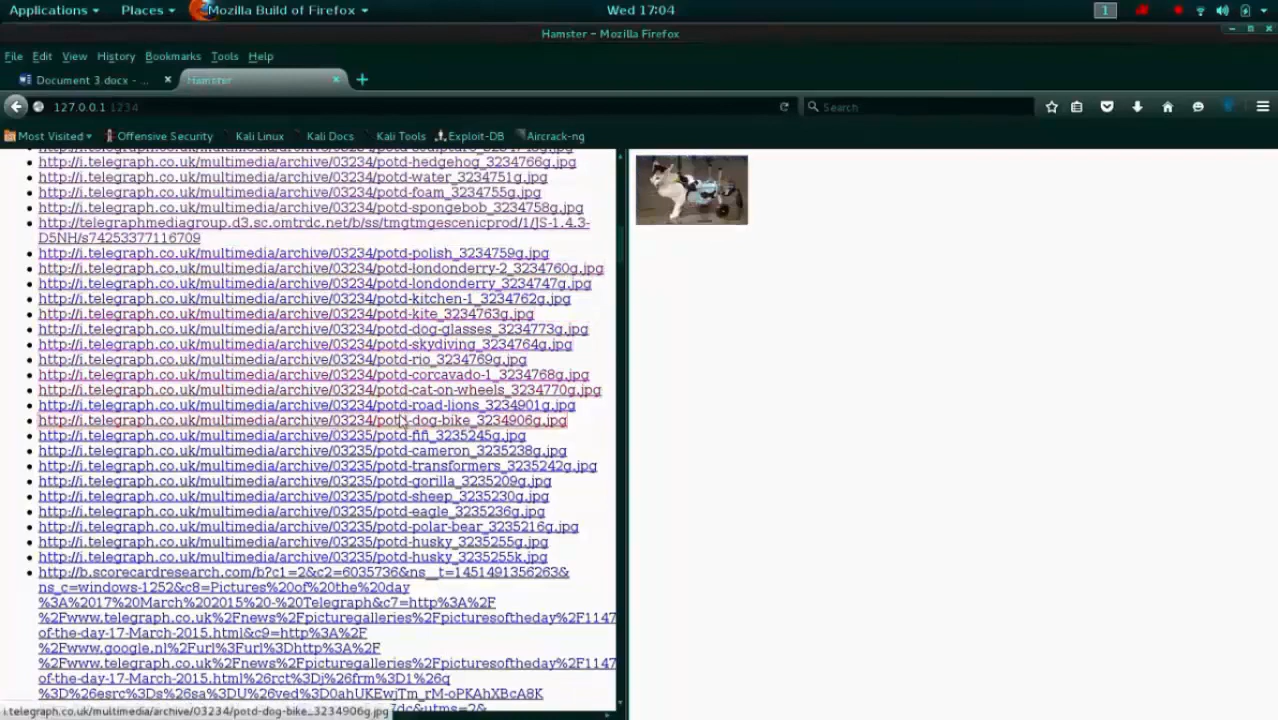 Applications Places Mozilla Build of Firefox Wed 17:04 1
Hamster - Mozilla Firefox
File Edit View History Bookmarks Tools Help
Document 3.docx - ... × Hamster ×
127.0.0.1:1234 Search
Most Visited Offensive Security Kali Linux Kali Docs Kali Tools Exploit-DB Aircrack-ng
http://i.telegraph.co.uk/multimedia/archive/03234/potd-hedgehog_3234766g.jpg
http://i.telegraph.co.uk/multimedia/archive/03234/potd-water_3234751g.jpg
http://i.telegraph.co.uk/multimedia/archive/03234/potd-foam_3234755g.jpg
http://i.telegraph.co.uk/multimedia/archive/03234/potd-spongebob_3234758g.jpg
http://telegraphmediagroup.d3.sc.omtrdc.net/b/ss/tmgtmgescenicprod/1/JS-1.4.3-
D5NH/s74253377116709
http://i.telegraph.co.uk/multimedia/archive/03234/potd-polish_3234759g.jpg
http://i.telegraph.co.uk/multimedia/archive/03234/potd-londonderry-2_3234760g.jpg
http://i.telegraph.co.uk/multimedia/archive/03234/potd-londonderry_3234747g.jpg
http://i.telegraph.co.uk/multimedia/archive/03234/potd-kitchen-1_3234762g.jpg
http://i.telegraph.co.uk/multimedia/archive/03234/potd-kite_3234763g.jpg
http://i.telegraph.co.uk/multimedia/archive/03234/potd-dog-glasses_3234773g.jpg
http://i.telegraph.co.uk/multimedia/archive/03234/potd-skydiving_3234764g.jpg
http://i.telegraph.co.uk/multimedia/archive/03234/potd-rio_3234769g.jpg
http://i.telegraph.co.uk/multimedia/archive/03234/potd-corcavado-1_3234768g.jpg
http://i.telegraph.co.uk/multimedia/archive/03234/potd-cat-on-wheels_3234770g.jpg
http://i.telegraph.co.uk/multimedia/archive/03234/potd-road-lions_3234901g.jpg
http://i.telegraph.co.uk/multimedia/archive/03234/potd-dog-bike_3234906g.jpg
http://i.telegraph.co.uk/multimedia/archive/03235/potd-fifi_3235245g.jpg
http://i.telegraph.co.uk/multimedia/archive/03235/potd-cameron_3235238g.jpg
http://i.telegraph.co.uk/multimedia/archive/03235/potd-transformers_3235242g.jpg
http://i.telegraph.co.uk/multimedia/archive/03235/potd-gorilla_3235209g.jpg
http://i.telegraph.co.uk/multimedia/archive/03235/potd-sheep_3235230g.jpg
http://i.telegraph.co.uk/multimedia/archive/03235/potd-eagle_3235236g.jpg
http://i.telegraph.co.uk/multimedia/archive/03235/potd-polar-bear_3235216g.jpg
http://i.telegraph.co.uk/multimedia/archive/03235/potd-husky_3235255g.jpg
http://i.telegraph.co.uk/multimedia/archive/03235/potd-husky_3235255k.jpg
http://b.scorecardresearch.com/b?c1=2&c2=6035736&ns__t=1451491356263&
ns_c=windows-1252&c8=Pictures%20of%20the%20day
%3A%2017%20March%202015%20-%20Telegraph&c7=http%3A%2F
%2Fwww.telegraph.co.uk%2Fnews%2Fpicturegalleries%2Fpicturesoftheday%2F1147
of-the-day-17-March-2015.html&c9=http%3A%2F
%2Fwww.google.nl%2Furl%3Furl%3Dhttp%3A%2F
%2Fwww.telegraph.co.uk%2Fnews%2Fpicturegalleries%2Fpicturesoftheday%2F1147
of-the-day-17-March-2015.html%26rct%3Dj%26frm%3D1%26q
%3D%26esrc%3Ds%26sa%3DU%26ved%3D0ahUKEwjTm_rM-oPKAhXBcA8K
7dc&utms=2&
i.telegraph.co.uk/multimedia/archive/03234/potd-dog-bike_3234906g.jpg